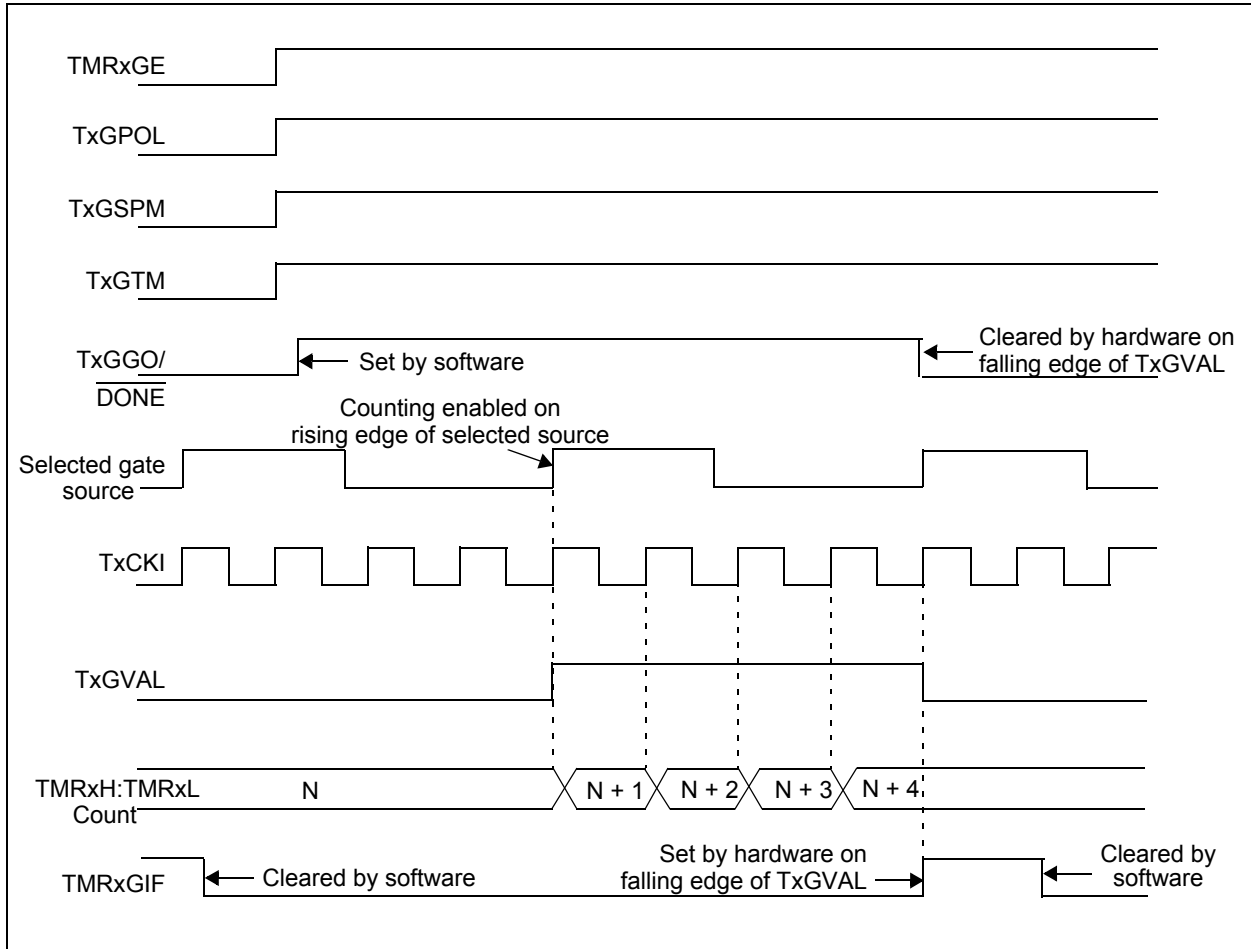 TMRxGE
TxGPOL
TxGSPM
TxGTM
TxGGO/
DONE
Set by software
Cleared by hardware on
falling edge of TxGVAL
Counting enabled on
rising edge of selected source
Selected gate
source
TxCKI
TxGVAL
TMRxH:TMRxL
Count
N
N + 1
N + 2
N + 3
N + 4
TMRxGIF
Cleared by software
Set by hardware on
falling edge of TxGVAL
Cleared by
software